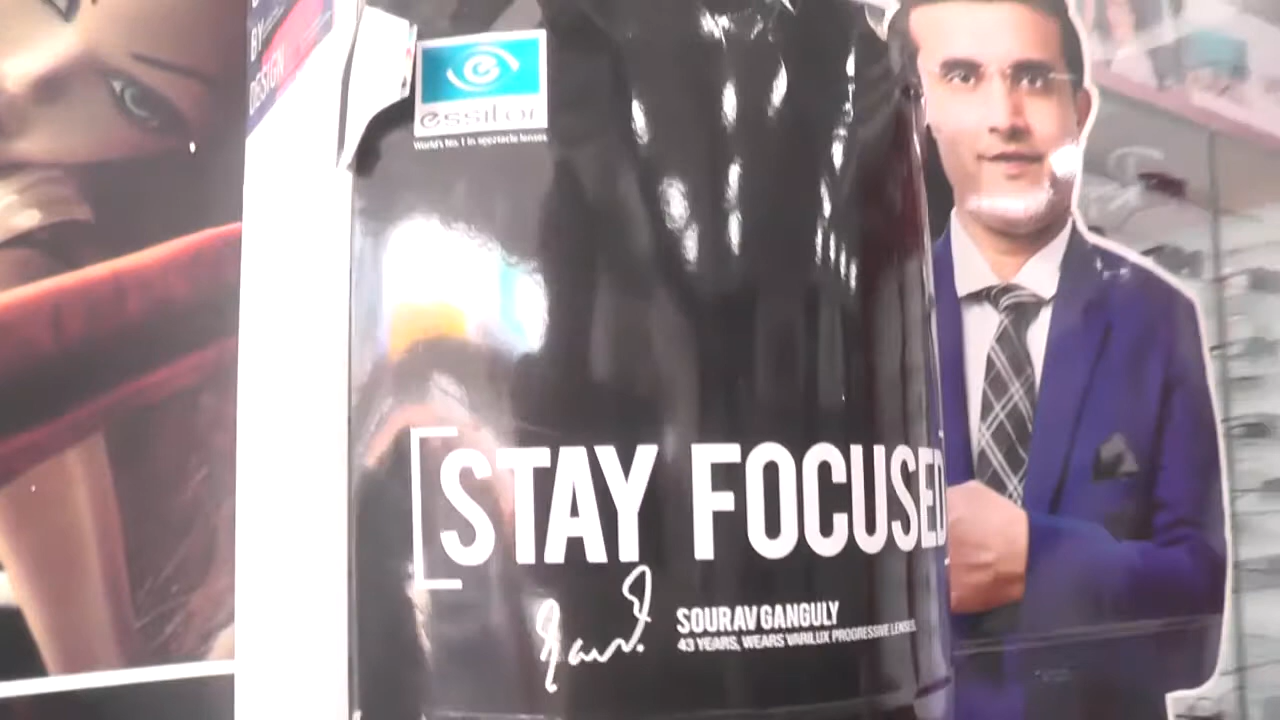 BY
DESIGN
essilor
World's No.1 in spectacle lenses
[STAY FOCUSED
SOURAV GANGULY
43 YEARS, WEARS VARILUX PROGRESSIVE LENSES.